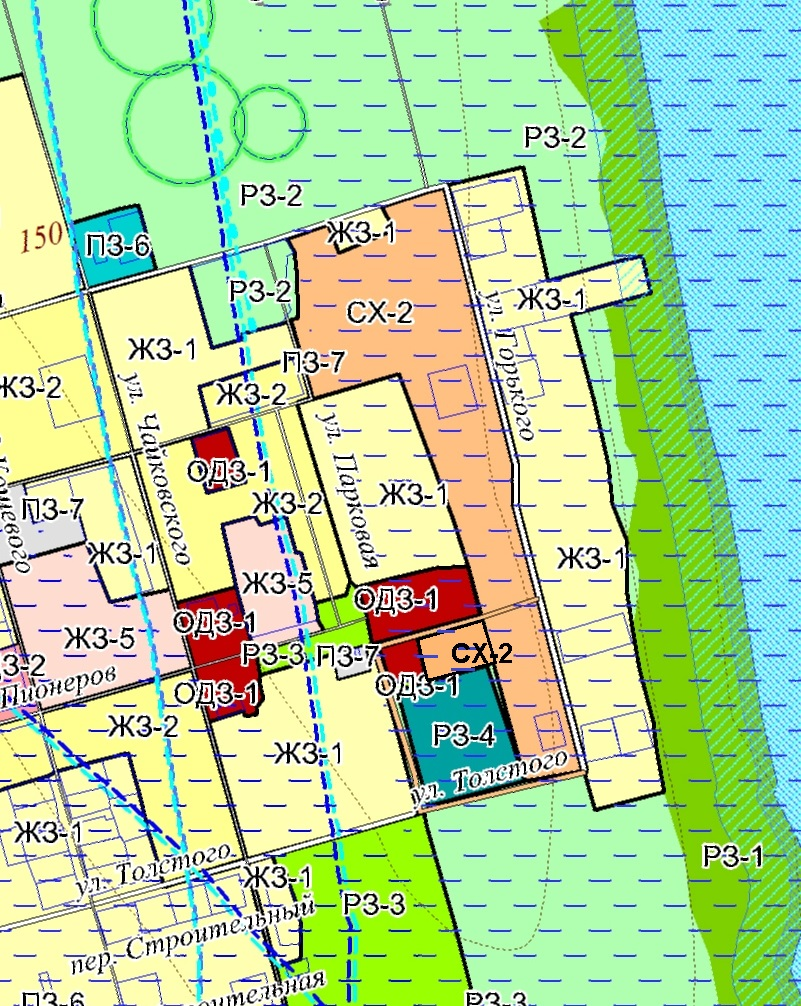 РЗ-2
РЗ-2
150
ПЗ-6
ЖЗ-1
РЗ-2
ЖЗ-1
СХ-2
ул. Горького
ЖЗ-1
ПЗ-7
ЖЗ-2
ЖЗ-2
ул. Чайковского
ул. Парковая
ОДЗ-1
ЖЗ-2
ЖЗ-1
ПЗ-7
ЖЗ-1
ЖЗ-1
ЖЗ-5
ОДЗ-1
ОДЗ-1
ЖЗ-5
РЗ-3
ПЗ-7
СХ-2
Пионеров
ОДЗ-1
ОДЗ-1
ЖЗ-2
РЗ-4
ЖЗ-1
ул. Толстого
ЖЗ-1
ул. Толстого
РЗ-1
ЖЗ-1
РЗ-3
пер. Строительный
ПЗ-6
РЗ-3